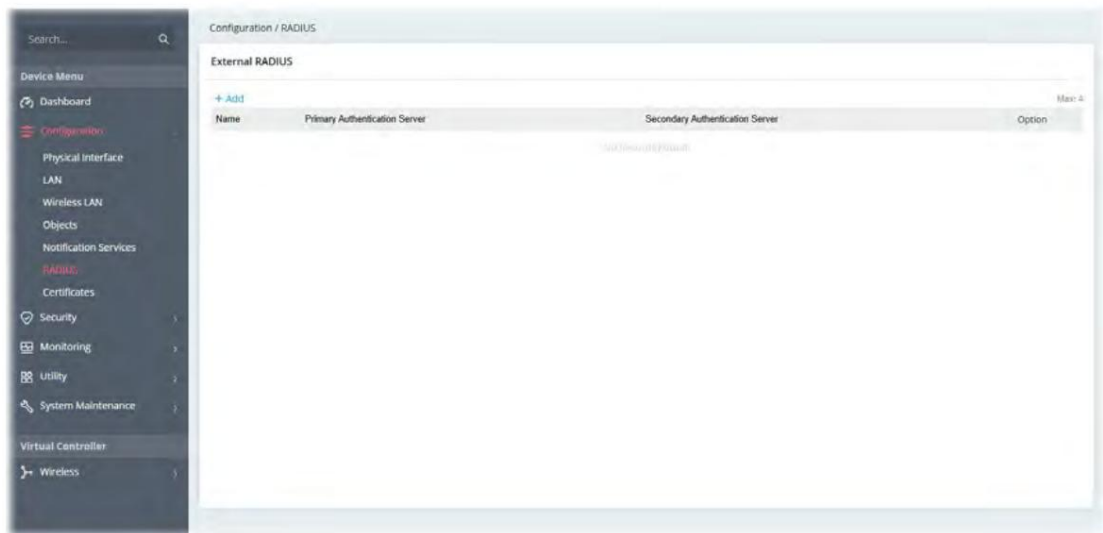 Search...
Device Menu
Dashboard
Configuration
Physical Interface
LAN
Wireless LAN
Objects
Notification Services
RADIUS
Certificates
Security
Monitoring
Utility
System Maintenance
Virtual Controller
Wireless
Configuration / RADIUS
External RADIUS
+ Add
Max: 4
Name Primary Authentication Server Secondary Authentication Server Option